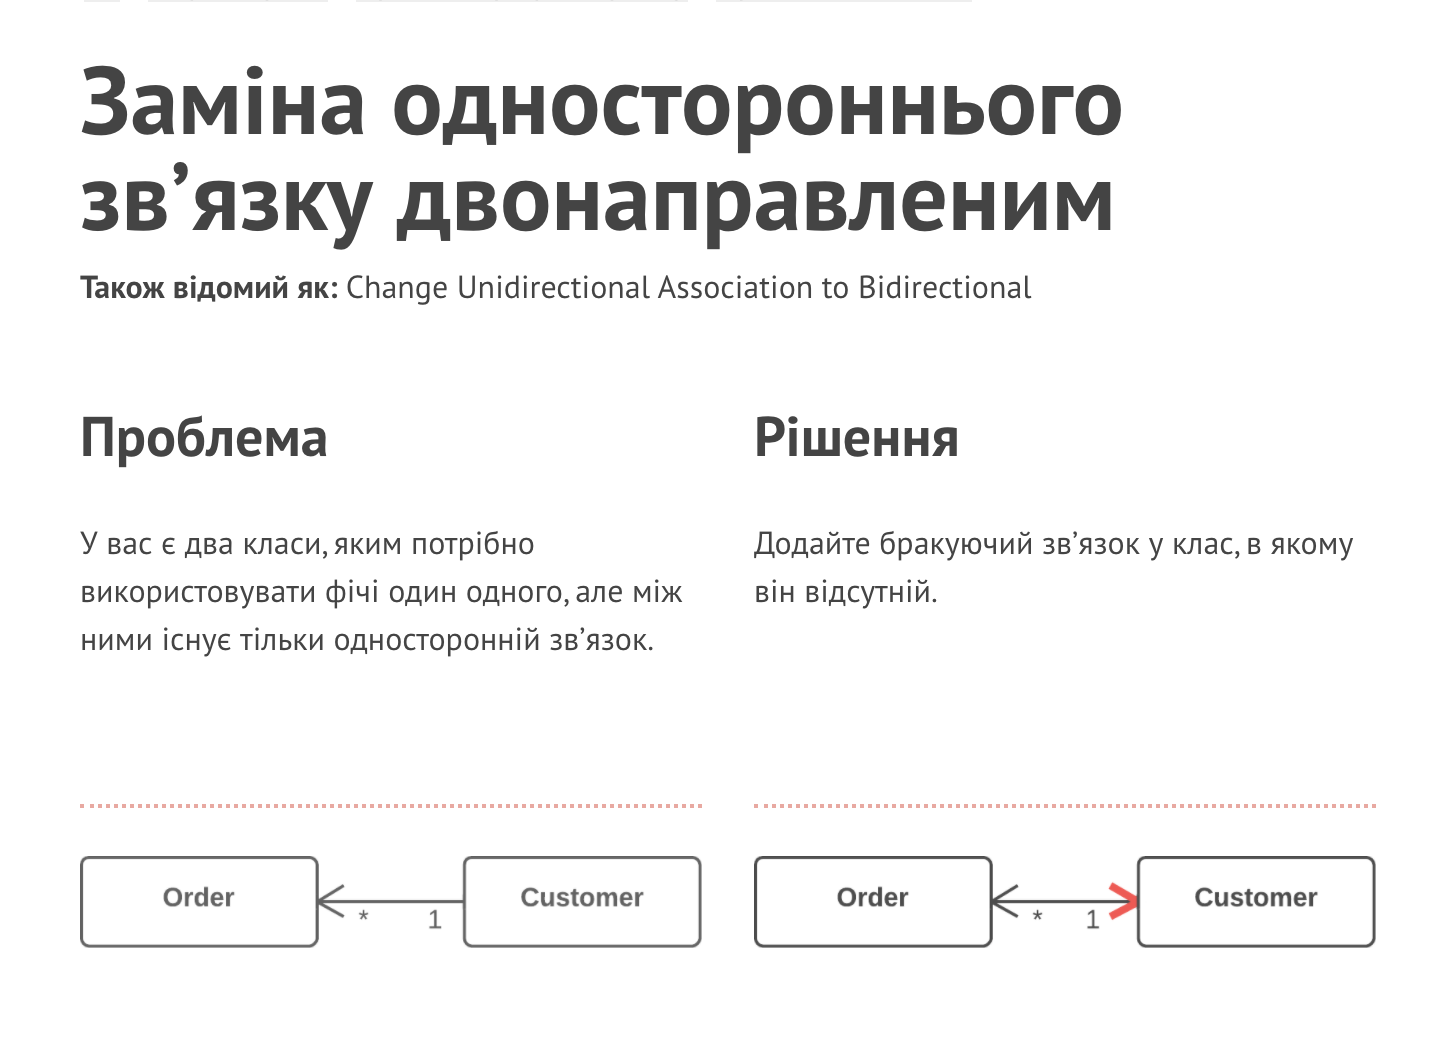 Заміна одностороннього
зв’язку двонаправленим
Також відомий як: Change Unidirectional Association to Bidirectional
Проблема
У вас є два класи, яким потрібно
використовувати фічі один одного, але між
ними існує тільки односторонній зв’язок.
Рішення
Додайте бракуючий зв’язок у клас, в якому
він відсутній.
Order
* 1
Customer
Order
* 1
Customer